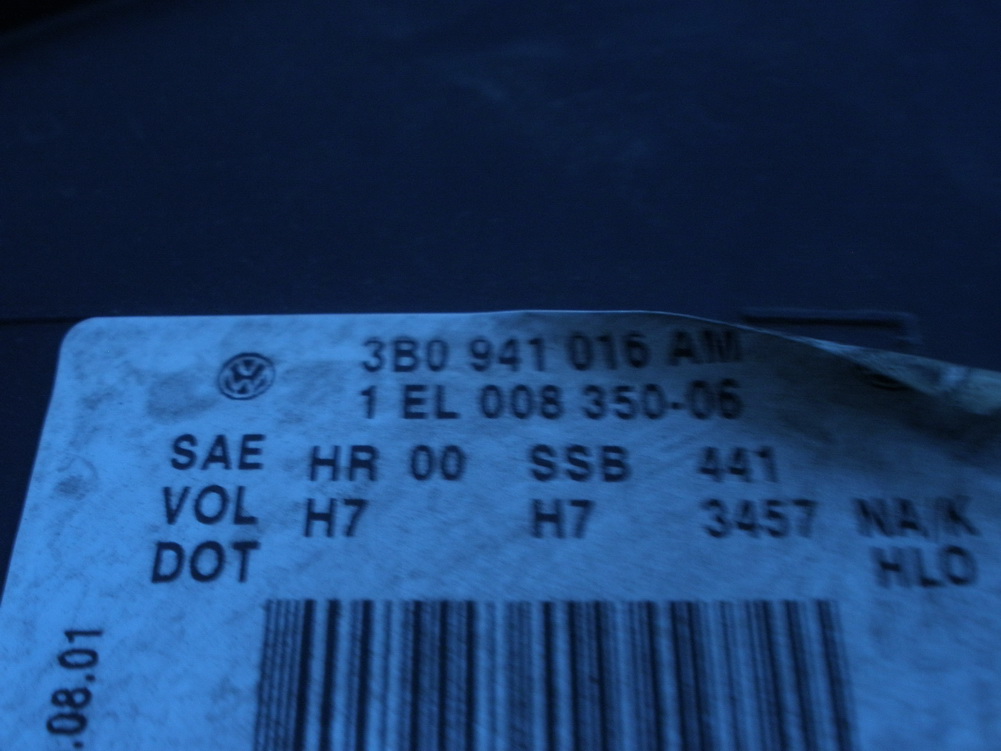 3B0 941 016 AM
1 EL 008 350-06
SAE HR 00 SSB 441
VOL H7 H7 3457 NA/K
DOT HLO
.08.01